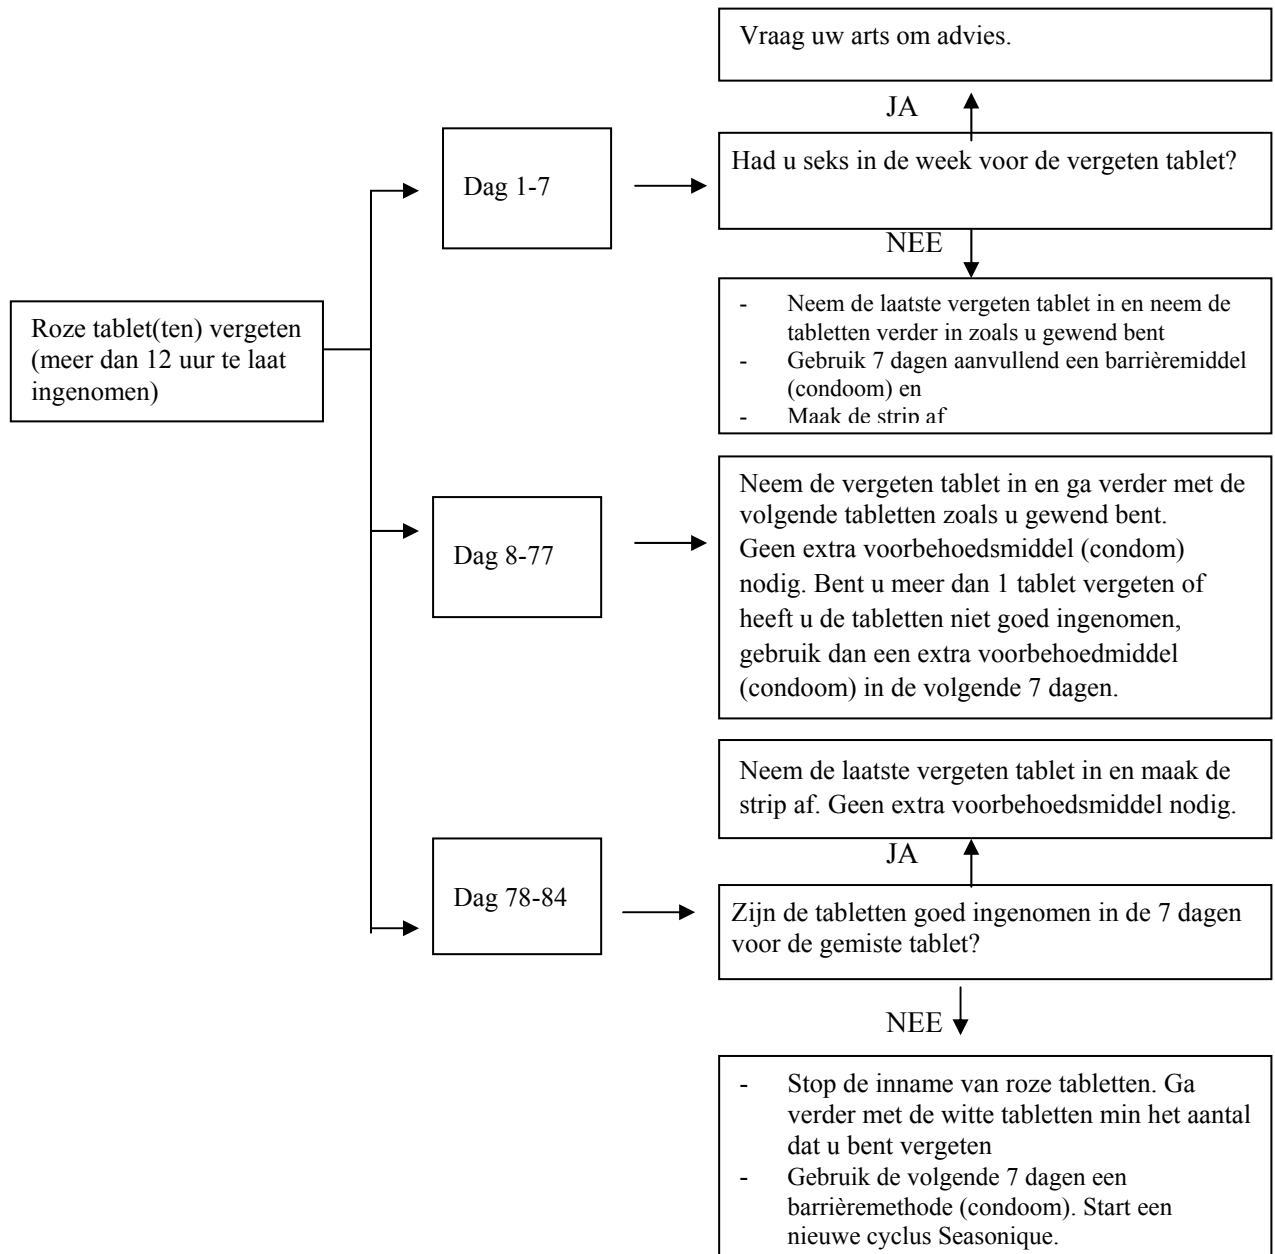 Vraag uw arts om advies.
JA
Had u seks in de week voor de vergeten tablet?
Dag 1-7
NEE
- Neem de laatste vergeten tablet in en neem de
tabletten verder in zoals u gewend bent
- Gebruik 7 dagen aanvullend een barrièremiddel
(condoom) en
- Maak de strip af
Roze tablet(ten) vergeten
(meer dan 12 uur te laat
ingenomen)
Dag 8-77
Neem de vergeten tablet in en ga verder met de
volgende tabletten zoals u gewend bent.
Geen extra voorbehoedsmiddel (condom)
nodig. Bent u meer dan 1 tablet vergeten of
heeft u de tabletten niet goed ingenomen,
gebruik dan een extra voorbehoedmiddel
(condoom) in de volgende 7 dagen.
Neem de laatste vergeten tablet in en maak de
strip af. Geen extra voorbehoedsmiddel nodig.
JA
Dag 78-84
Zijn de tabletten goed ingenomen in de 7 dagen
voor de gemiste tablet?
NEE
- Stop de inname van roze tabletten. Ga
verder met de witte tabletten min het aantal
dat u bent vergeten
- Gebruik de volgende 7 dagen een
barrièremethode (condoom). Start een
nieuwe cyclus Seasonique.